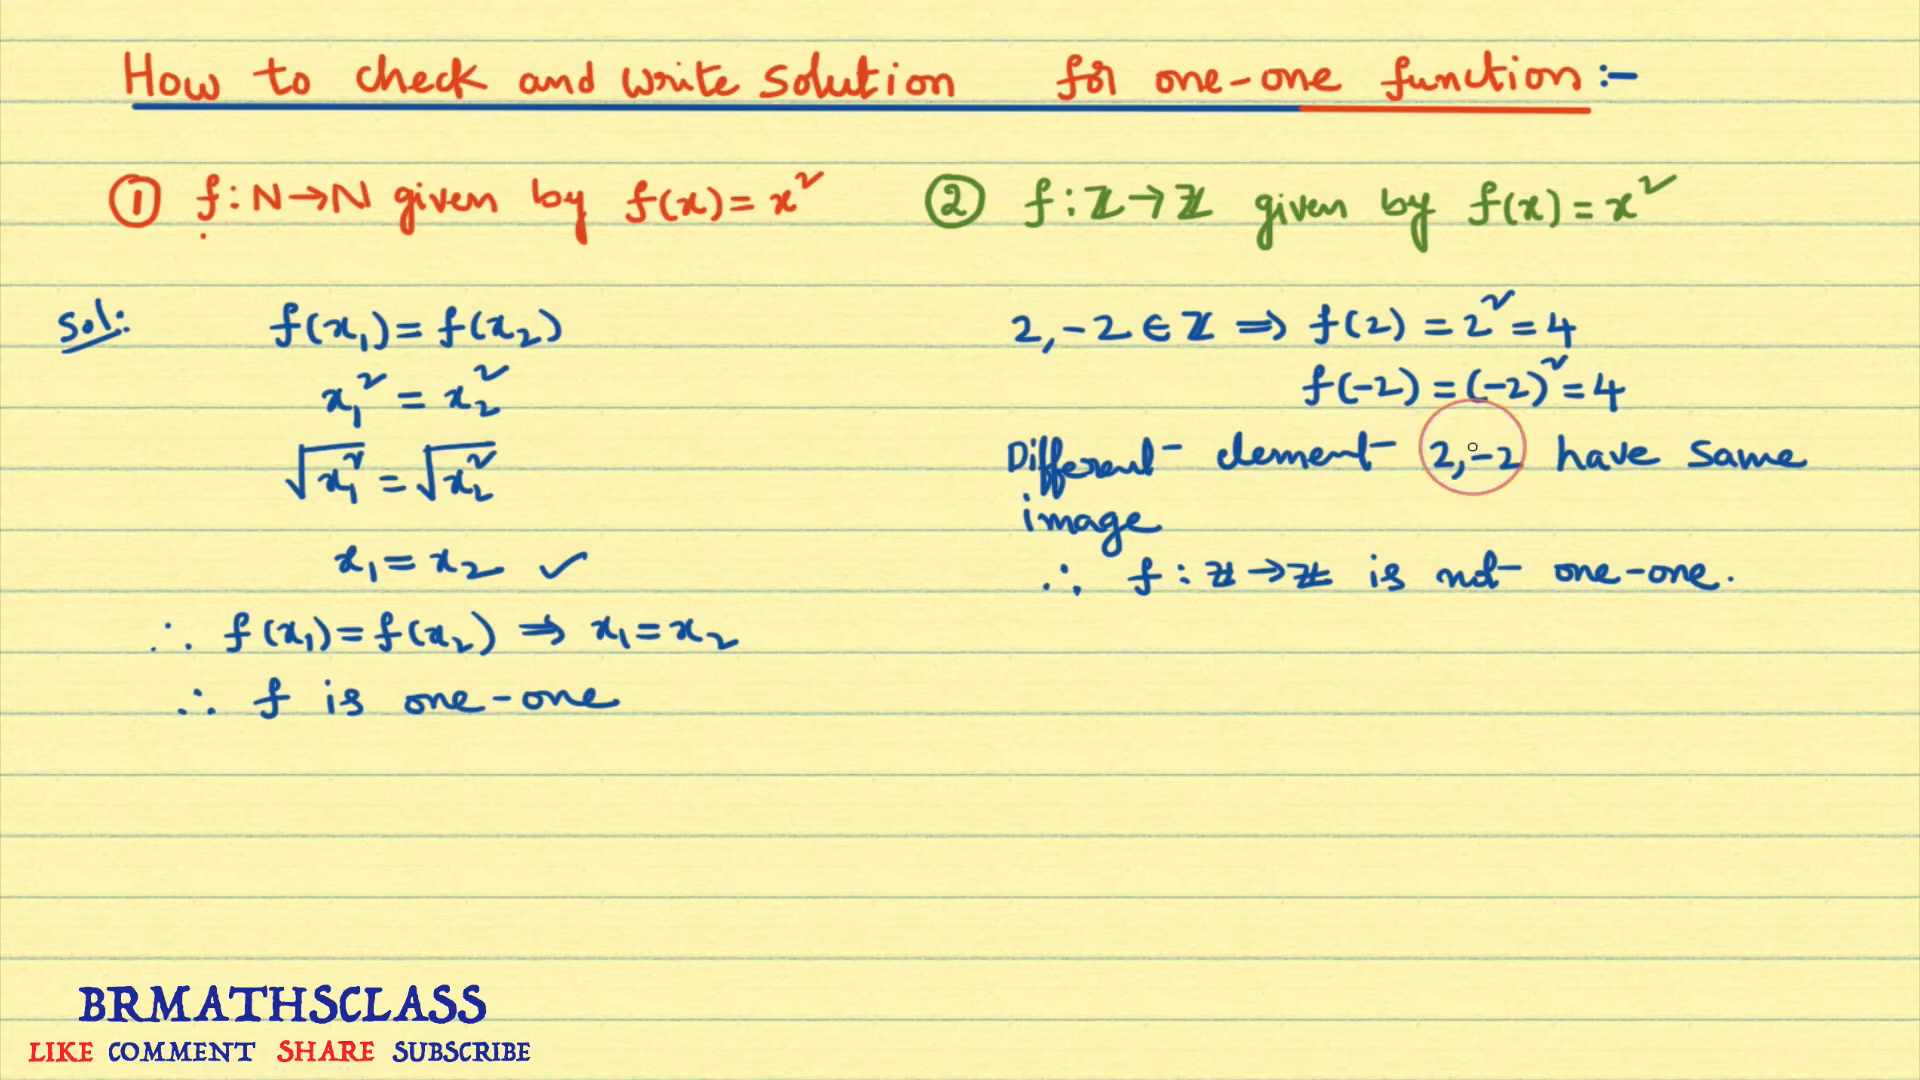 How to check and write solution for one-one function :-
① f : N → N given by f(x) = x²
Sol:
f(x₁) = f(x₂)
x₁² = x₂²
√x₁² = √x₂²
x₁ = x₂ ✓
∴ f(x₁) = f(x₂) ⇒ x₁ = x₂
∴ f is one-one
② f : Z → Z given by f(x) = x²
2, -2 ∈ Z ⇒ f(2) = 2² = 4
f(-2) = (-2)² = 4
Different element 2, -2 have same
image
∴ f : Z → Z is not one-one.
BRMATHSCLASS
LIKE COMMENT SHARE SUBSCRIBE